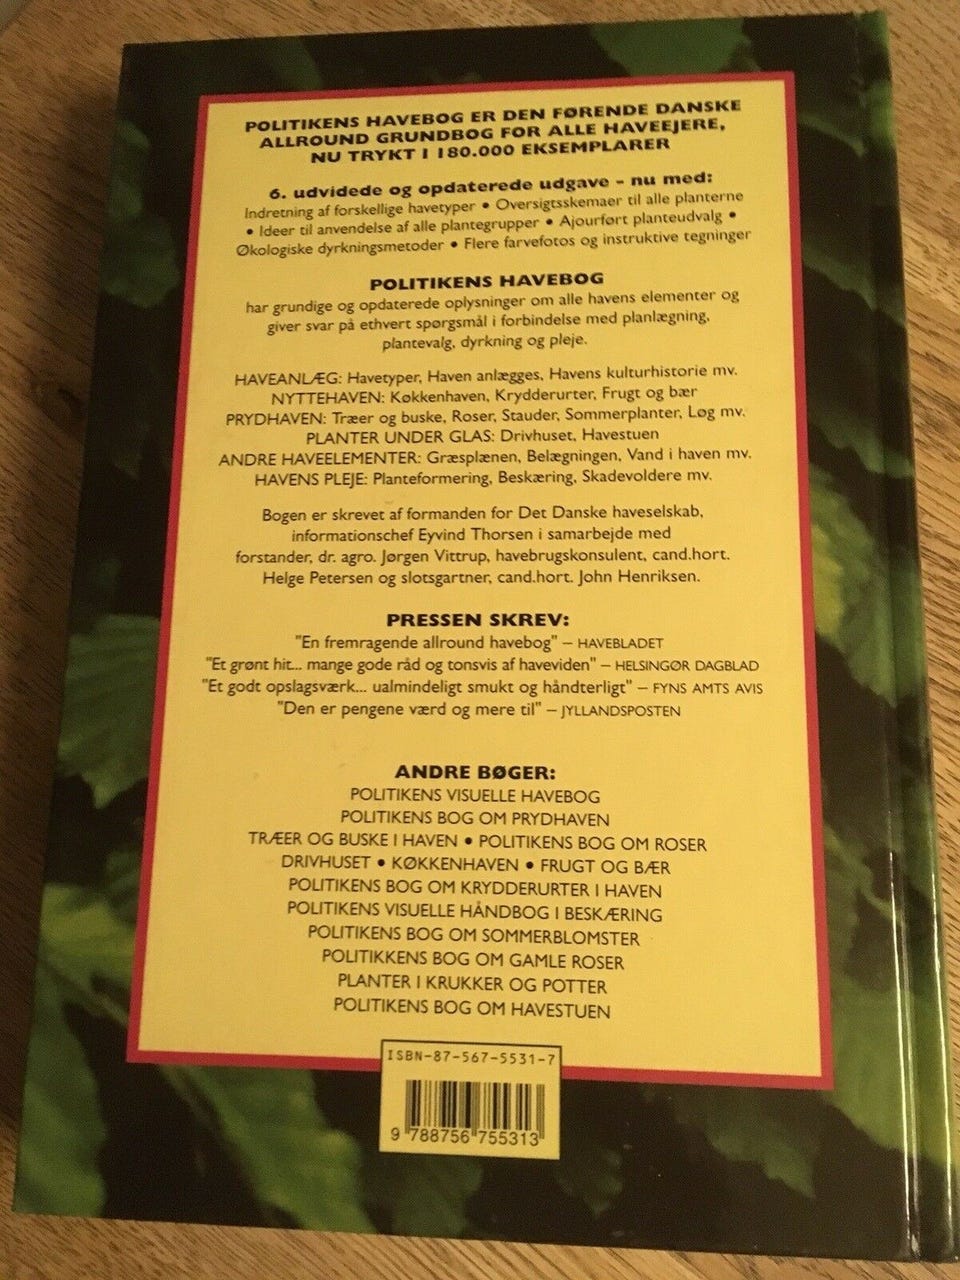 POLITIKENS HAVEBOG ER DEN FØRENDE DANSKE
ALLROUND GRUNDBOG FOR ALLE HAVEEJERE,
NU TRYKT I 180.000 EKSEMPLARER
6. udvidede og opdaterede udgave – nu med:
Indretning af forskellige havetyper • Oversigtsskemaer til alle planterne
• Ideer til anvendelse af alle plantegrupper • Ajourført planteudvalg •
Økologiske dyrkningsmetoder • Flere farvefotos og instruktive tegninger
POLITIKENS HAVEBOG
har grundige og opdaterede oplysninger om alle havens elementer og
giver svar på ethvert spørgsmål i forbindelse med planlægning,
plantevalg, dyrkning og pleje.
HAVEANLÆG: Havetyper, Haven anlægges, Havens kulturhistorie mv.
NYTTEHAVEN: Køkkenhaven, Krydderurter, Frugt og bær
PRYDHAVEN: Træer og buske, Roser, Stauder, Sommerplanter, Løg mv.
PLANTER UNDER GLAS: Drivhuset, Havestuen
ANDRE HAVEELEMENTER: Græsplænen, Belægningen, Vand i haven mv.
HAVENS PLEJE: Planteformering, Beskæring, Skadevoldere mv.
Bogen er skrevet af formanden for Det Danske haveselskab,
informationschef Eyvind Thorsen i samarbejde med
forstander, dr. agro. Jørgen Vittrup, havebrugskonsulent, cand.hort.
Helge Petersen og slotsgartner, cand.hort. John Henriksen.
PRESSEN SKREV:
"En fremragende allround havebog" – HAVEBLADET
"Et grønt hit... mange gode råd og tonsvis af haveviden" – HELSINGØR DAGBLAD
"Et godt opslagsværk... ualmindeligt smukt og håndterligt" – FYNS AMTS AVIS
"Den er pengene værd og mere til" – JYLLANDSPOSTEN
ANDRE BØGER:
POLITIKENS VISUELLE HAVEBOG
POLITIKENS BOG OM PRYDHAVEN
TRÆER OG BUSKE I HAVEN • POLITIKENS BOG OM ROSER
DRIVHUSET • KØKKENHAVEN • FRUGT OG BÆR
POLITIKENS BOG OM KRYDDERURTER I HAVEN
POLITIKENS VISUELLE HÅNDBOG I BESKÆRING
POLITIKENS BOG OM SOMMERBLOMSTER
POLITIKKENS BOG OM GAMLE ROSER
PLANTER I KRUKKER OG POTTER
POLITIKENS BOG OM HAVESTUEN
ISBN-87-567-5531-7
9 788756 755313